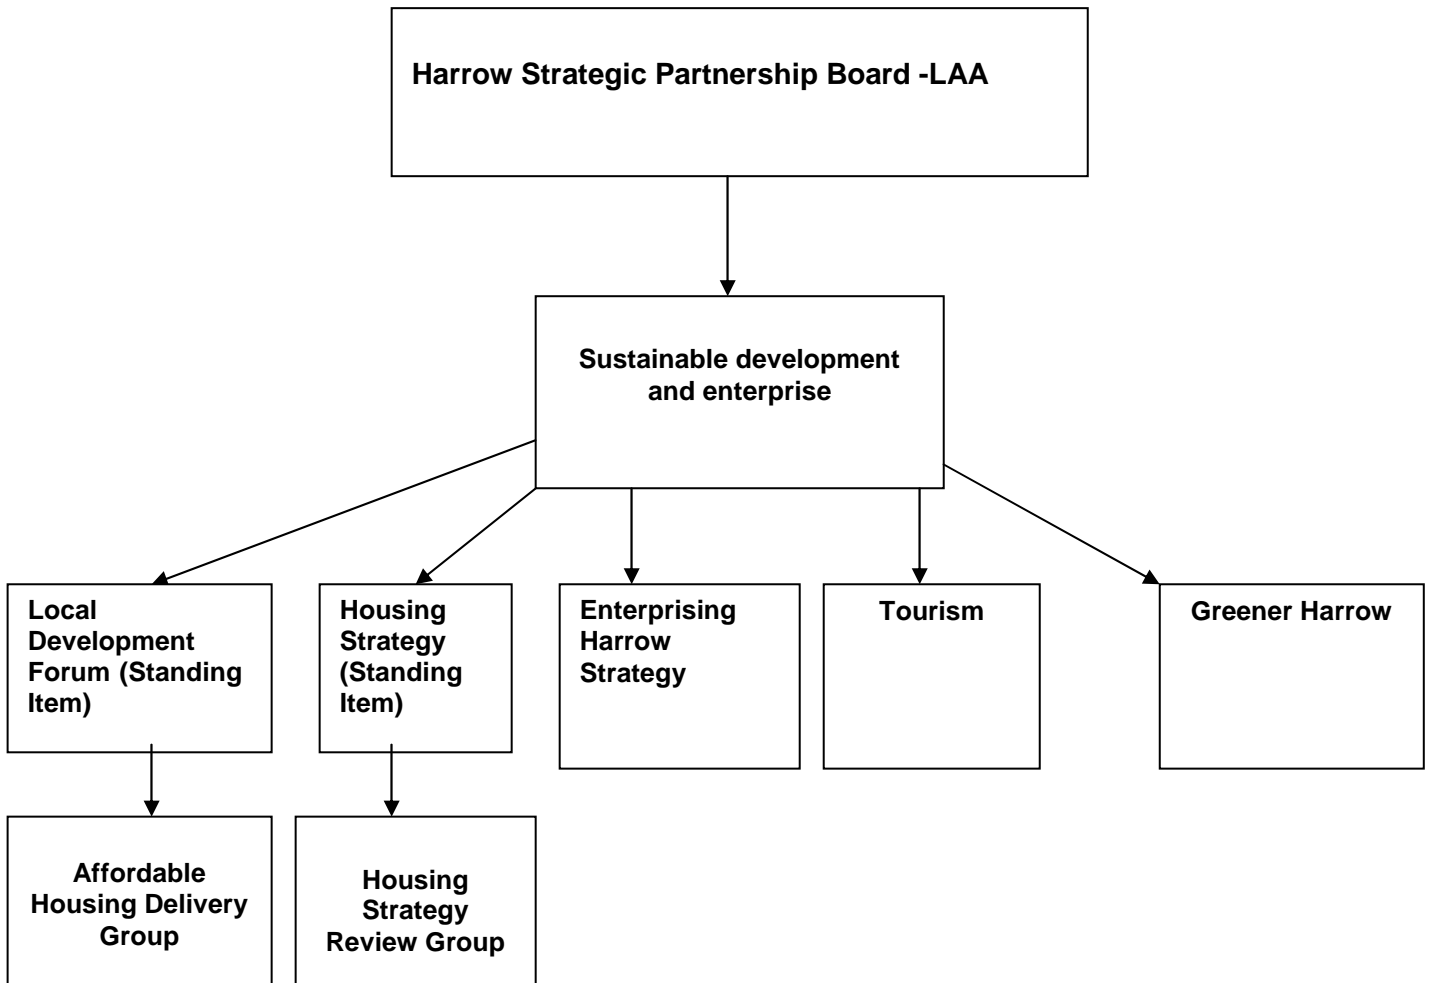 Harrow Strategic Partnership Board -LAA
Sustainable development
and enterprise
Local
Development
Forum (Standing
Item)
Housing
Strategy
(Standing
Item)
Enterprising
Harrow
Strategy
Tourism
Greener Harrow
Affordable
Housing Delivery
Group
Housing
Strategy
Review Group